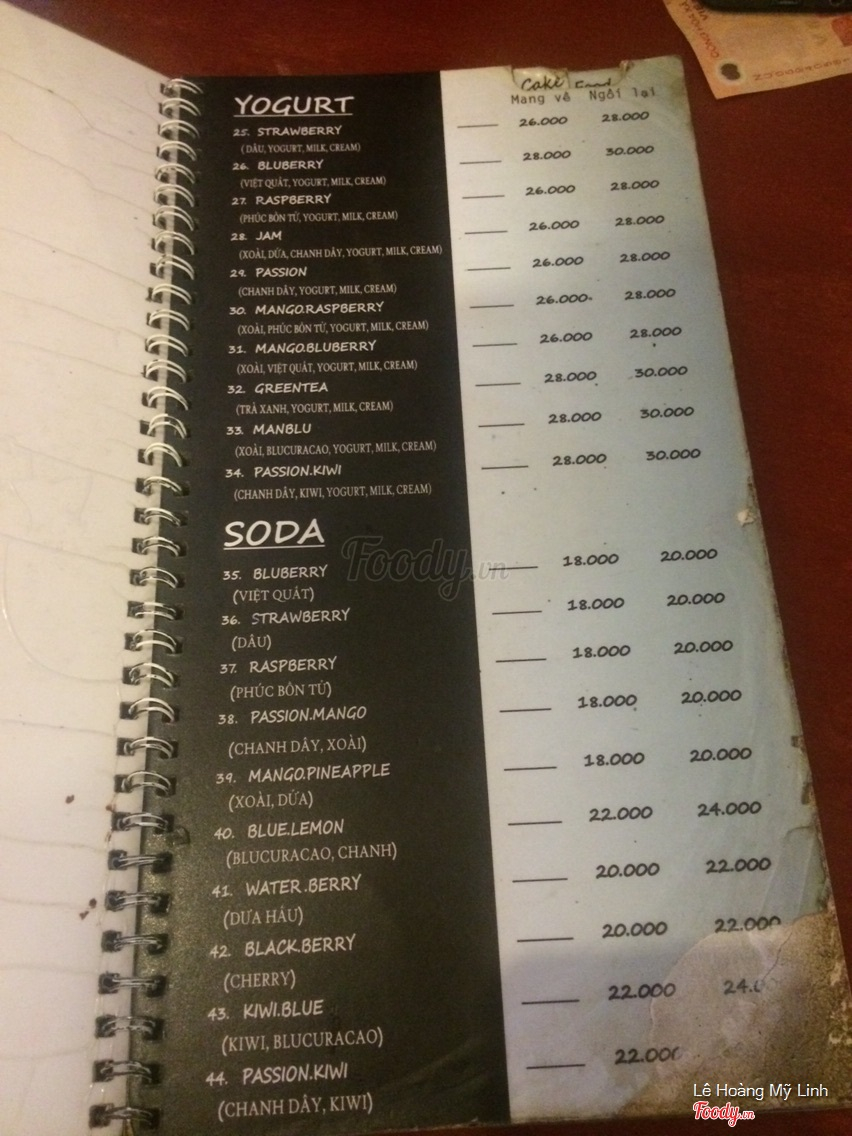 Cake Food
Mang về Ngồi lại
YOGURT
25. STRAWBERRY 26.000 28.000
(DÂU, YOGURT, MILK, CREAM)
26. BLUBERRY 28.000 30.000
(VIỆT QUẤT, YOGURT, MILK, CREAM)
27. RASPBERRY 26.000 28.000
(PHÚC BỒN TỬ, YOGURT, MILK, CREAM)
28. JAM 26.000 28.000
(XOÀI, DỨA, CHANH DÂY, YOGURT, MILK, CREAM)
29. PASSION 26.000 28.000
(CHANH DÂY, YOGURT, MILK, CREAM)
30. MANGO.RASPBERRY 26.000 28.000
(XOÀI, PHÚC BỒN TỬ, YOGURT, MILK, CREAM)
31. MANGO.BLUBERRY 26.000 28.000
(XOÀI, VIỆT QUẤT, YOGURT, MILK, CREAM)
32. GREENTEA 28.000 30.000
(TRÀ XANH, YOGURT, MILK, CREAM)
33. MANBLU 28.000 30.000
(XOÀI, BLUCURACAO, YOGURT, MILK, CREAM)
34. PASSION.KIWI 28.000 30.000
(CHANH DÂY, KIWI, YOGURT, MILK, CREAM)
SODA
35. BLUBERRY 18.000 20.000
(VIỆT QUẤT)
36. STRAWBERRY 18.000 20.000
(DÂU)
37. RASPBERRY 18.000 20.000
(PHÚC BỒN TỬ)
38. PASSION.MANGO 18.000 20.000
(CHANH DÂY, XOÀI)
39. MANGO.PINEAPPLE 18.000 20.000
(XOÀI, DỨA)
40. BLUE.LEMON 22.000 24.000
(BLUCURACAO, CHANH)
41. WATER.BERRY 20.000 22.000
(DƯA HẤU)
42. BLACK.BERRY 20.000 22.000
(CHERRY)
43. KIWI.BLUE 22.000
(KIWI, BLUCURACAO)
44. PASSION.KIWI 22.000
(CHANH DÂY, KIWI)
Foody.vn
Lê Hoàng Mỹ Linh
Foody.vn